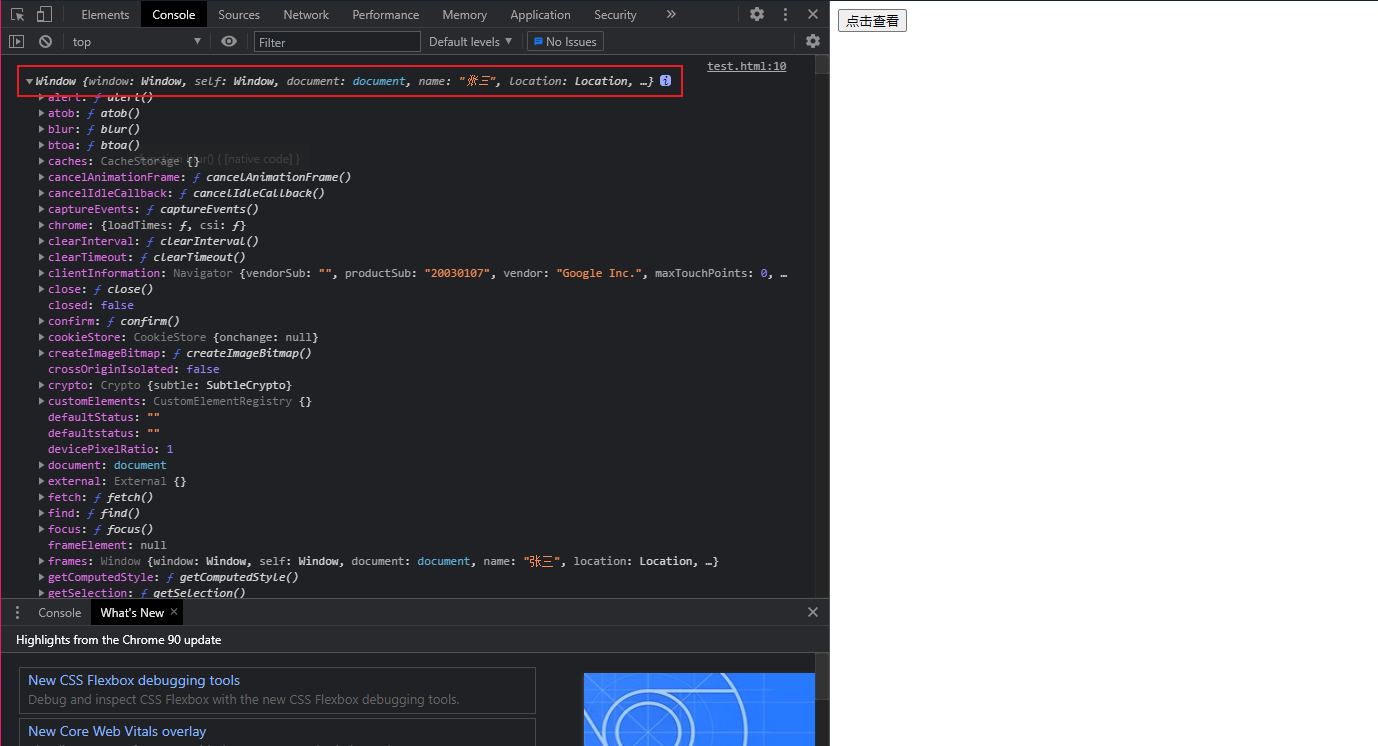 Elements Console Sources Network Performance Memory Application Security »
top Filter Default levels ▼ No Issues
点击查看
test.html:10
▼Window {window: Window, self: Window, document: document, name: "张三", location: Location, …} i
▶alert: ƒ alert()
▶atob: ƒ atob()
▶blur: ƒ blur()
▶btoa: ƒ btoa()
▶caches: CacheStorage {}
() { [native code] }
▶cancelAnimationFrame: ƒ cancelAnimationFrame()
▶cancelIdleCallback: ƒ cancelIdleCallback()
▶captureEvents: ƒ captureEvents()
▶chrome: {loadTimes: ƒ, csi: ƒ}
▶clearInterval: ƒ clearInterval()
▶clearTimeout: ƒ clearTimeout()
▶clientInformation: Navigator {vendorSub: "", productSub: "20030107", vendor: "Google Inc.", maxTouchPoints: 0, …
▶close: ƒ close()
closed: false
▶confirm: ƒ confirm()
▶cookieStore: CookieStore {onchange: null}
▶createImageBitmap: ƒ createImageBitmap()
crossOriginIsolated: false
▶crypto: Crypto {subtle: SubtleCrypto}
▶customElements: CustomElementRegistry {}
defaultStatus: ""
defaultstatus: ""
devicePixelRatio: 1
▶document: document
▶external: External {}
▶fetch: ƒ fetch()
▶find: ƒ find()
▶focus: ƒ focus()
frameElement: null
▶frames: Window {window: Window, self: Window, document: document, name: "张三", location: Location, …}
▶getComputedStyle: ƒ getComputedStyle()
▶getSelection: ƒ getSelection()
Console What's New ×
Highlights from the Chrome 90 update
New CSS Flexbox debugging tools
Debug and inspect CSS Flexbox with the new CSS Flexbox debugging tools.
New Core Web Vitals overlay